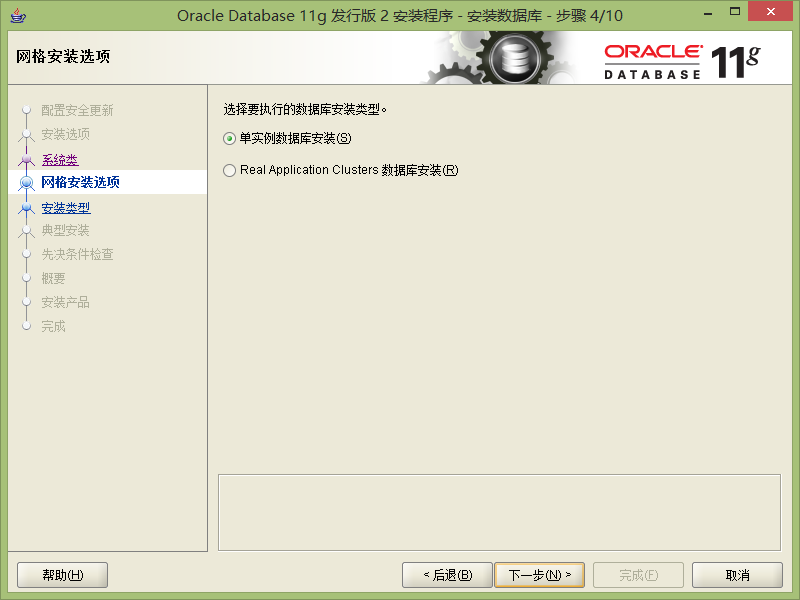 Oracle Database 11g 发行版 2 安装程序 - 安装数据库 - 步骤 4/10
网格安装选项
ORACLE
DATABASE 11g
配置安全更新
安装选项
系统类
网格安装选项
安装类型
典型安装
先决条件检查
概要
安装产品
完成
选择要执行的数据库安装类型。
单实例数据库安装(S)
Real Application Clusters 数据库安装(R)
帮助(H)
< 后退(B)
下一步(N) >
完成(F)
取消